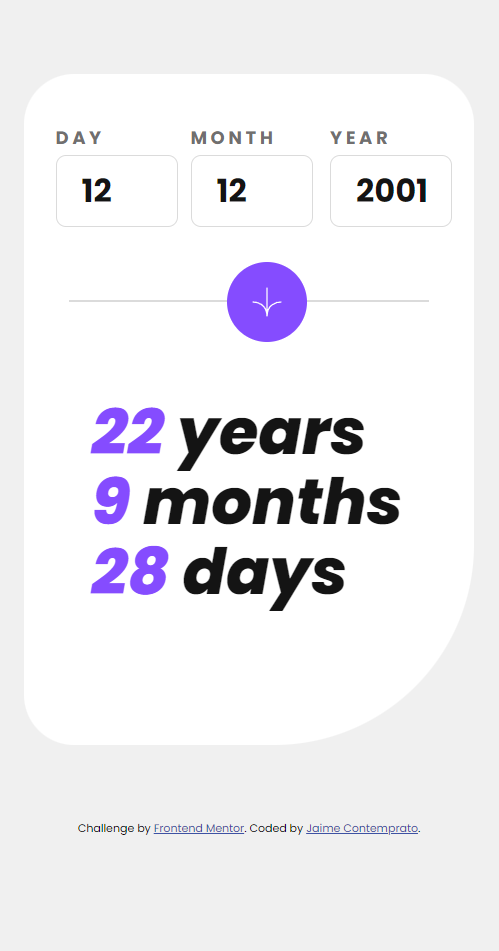 DAY MONTH YEAR
12 12 2001
22 years
9 months
28 days
Challenge by Frontend Mentor. Coded by Jaime Contemprato.